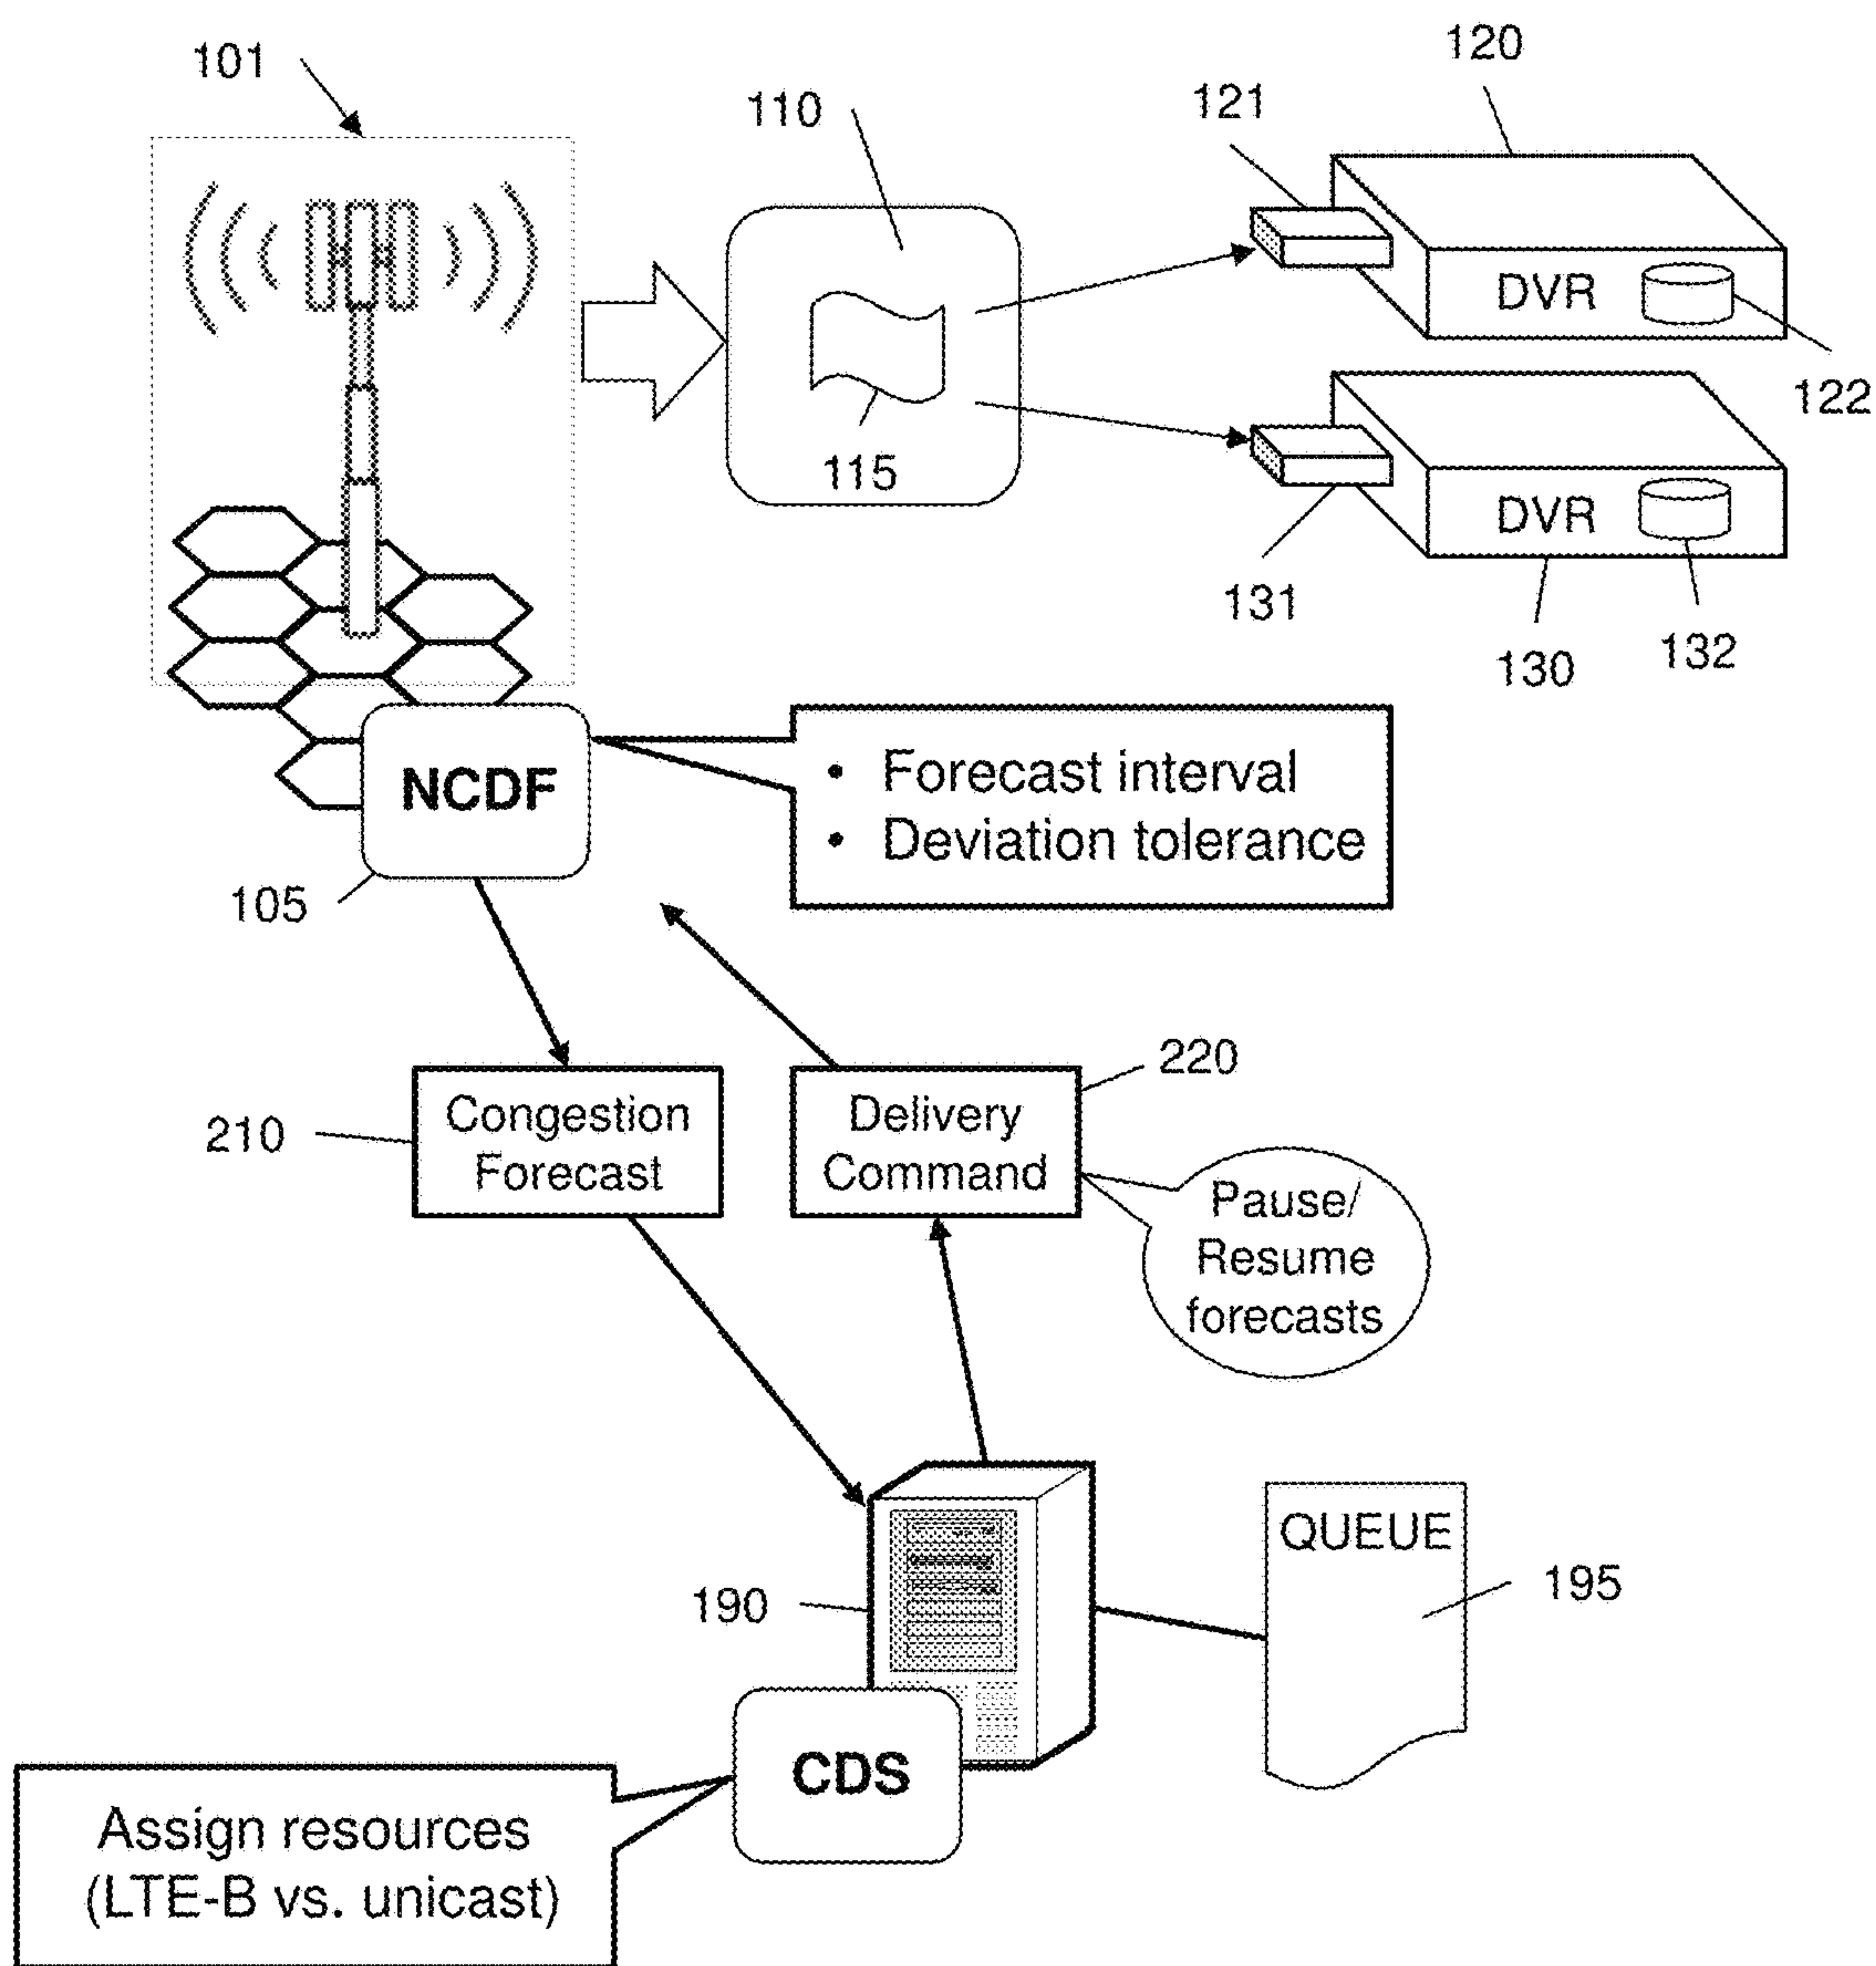 101
120
121
110
DVR
122
115
DVR
131
132
130
NCDF
• Forecast interval
• Deviation tolerance
105
220
Congestion
Forecast
210
Delivery
Command
Pause/
Resume
forecasts
QUEUE
195
190
CDS
Assign resources
(LTE-B vs. unicast)